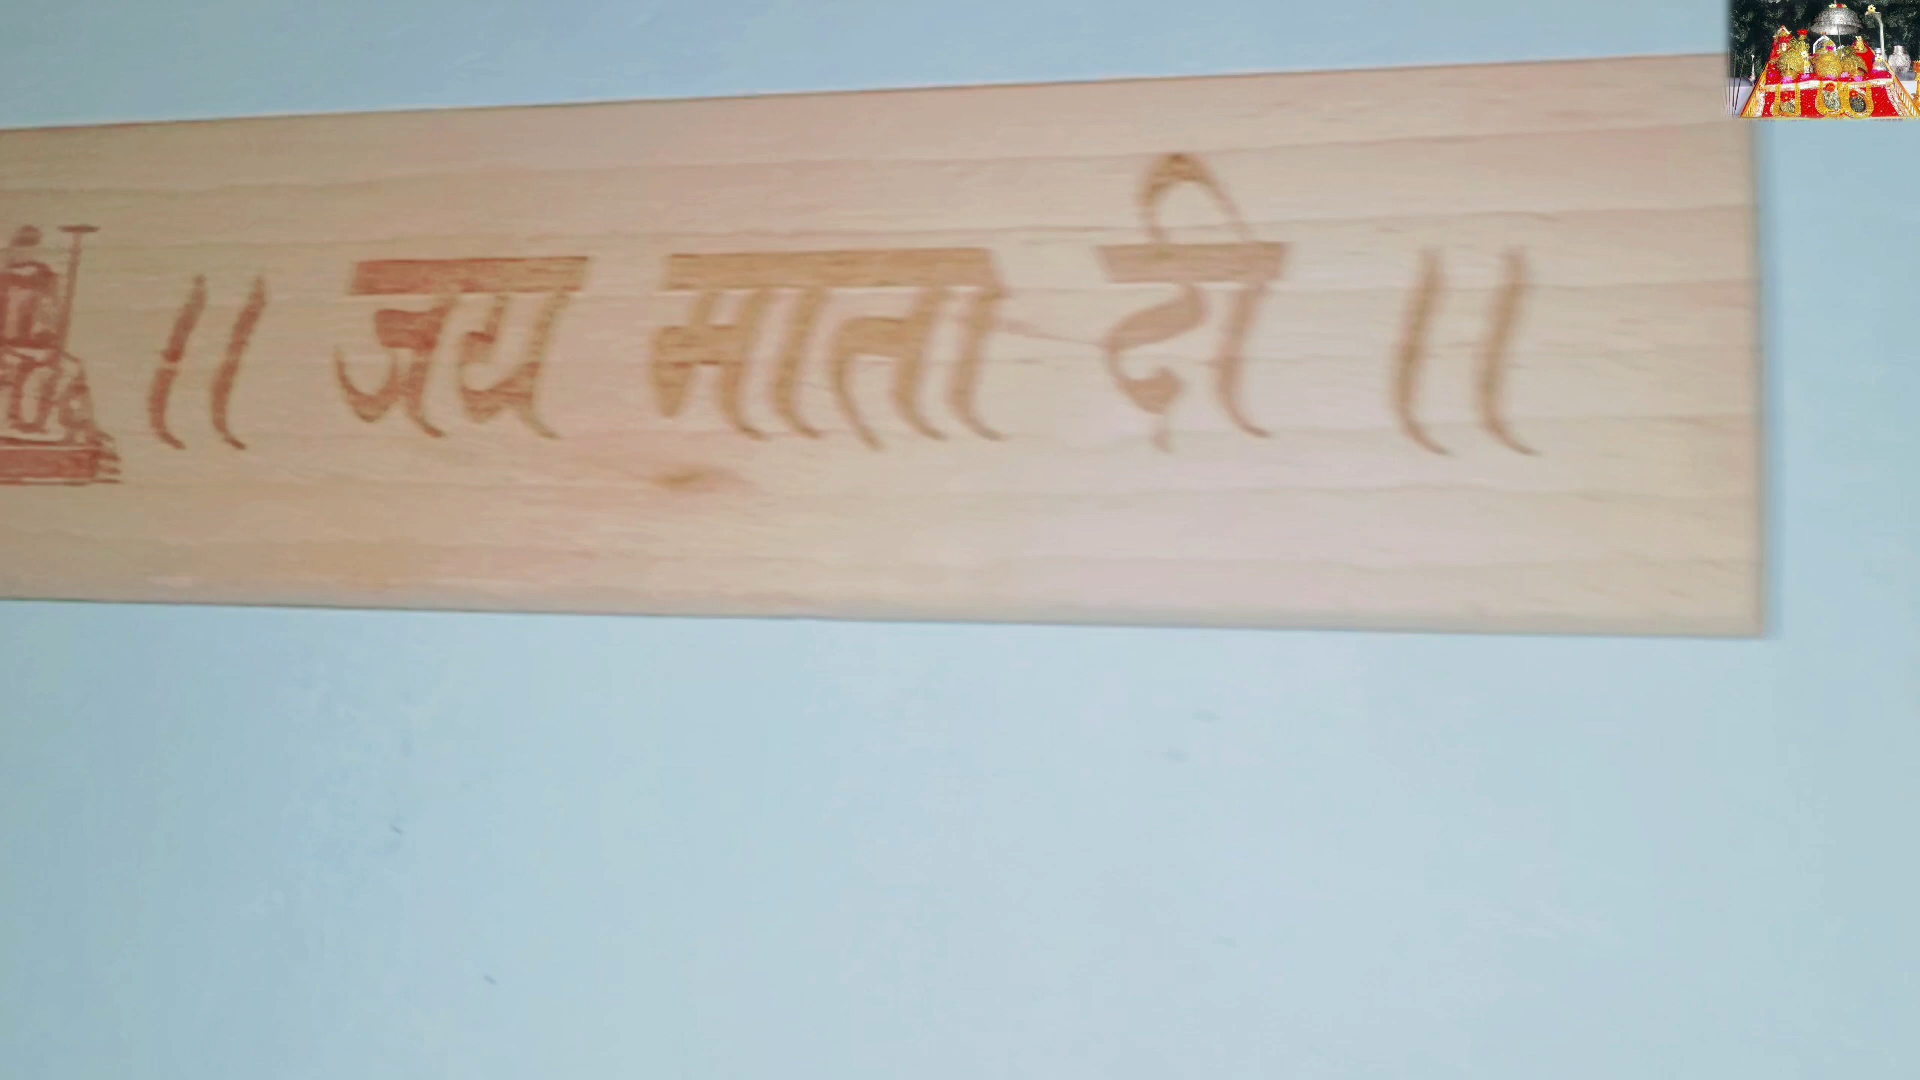 ।। जय माता दी ।।